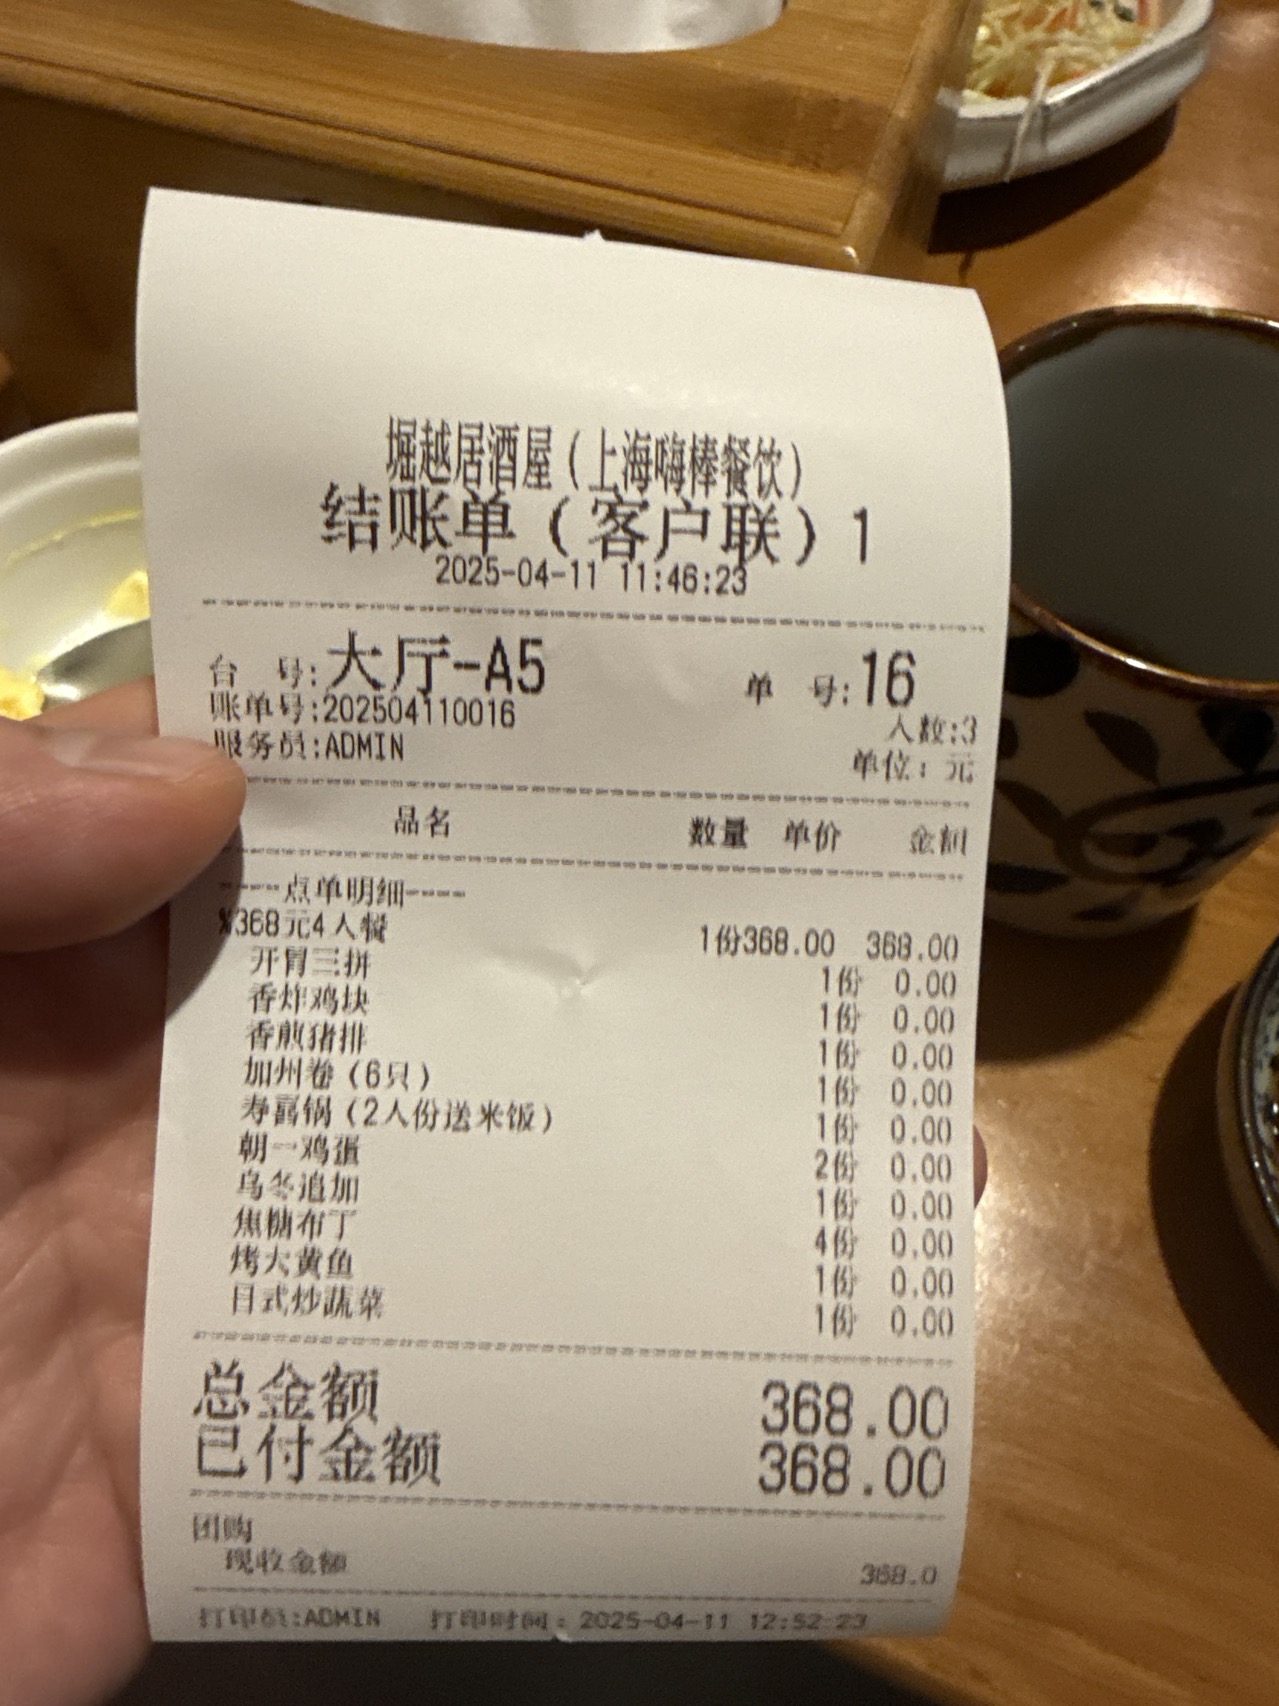 堀越居酒屋(上海嗨棒餐饮)
结账单(客户联)1
2025-04-11 11:46:23
台 号:大厅-A5 单 号:16
账单号:202504110016
人数:3
服务员:ADMIN
单位:元
品名 数量 单价 金额
----点单明细----
%368元4人餐 1份368.00 368.00
开胃三拼 1份 0.00
香炸鸡块 1份 0.00
香煎猪排 1份 0.00
加州卷(6只) 1份 0.00
寿喜锅(2人份送米饭) 1份 0.00
朝一鸡蛋 2份 0.00
乌冬追加 1份 0.00
焦糖布丁 4份 0.00
烤大黄鱼 1份 0.00
日式炒蔬菜 1份 0.00
总金额 368.00
已付金额 368.00
团购
现收金额 368.0
打印员:ADMIN 打印时间:2025-04-11 12:52:23